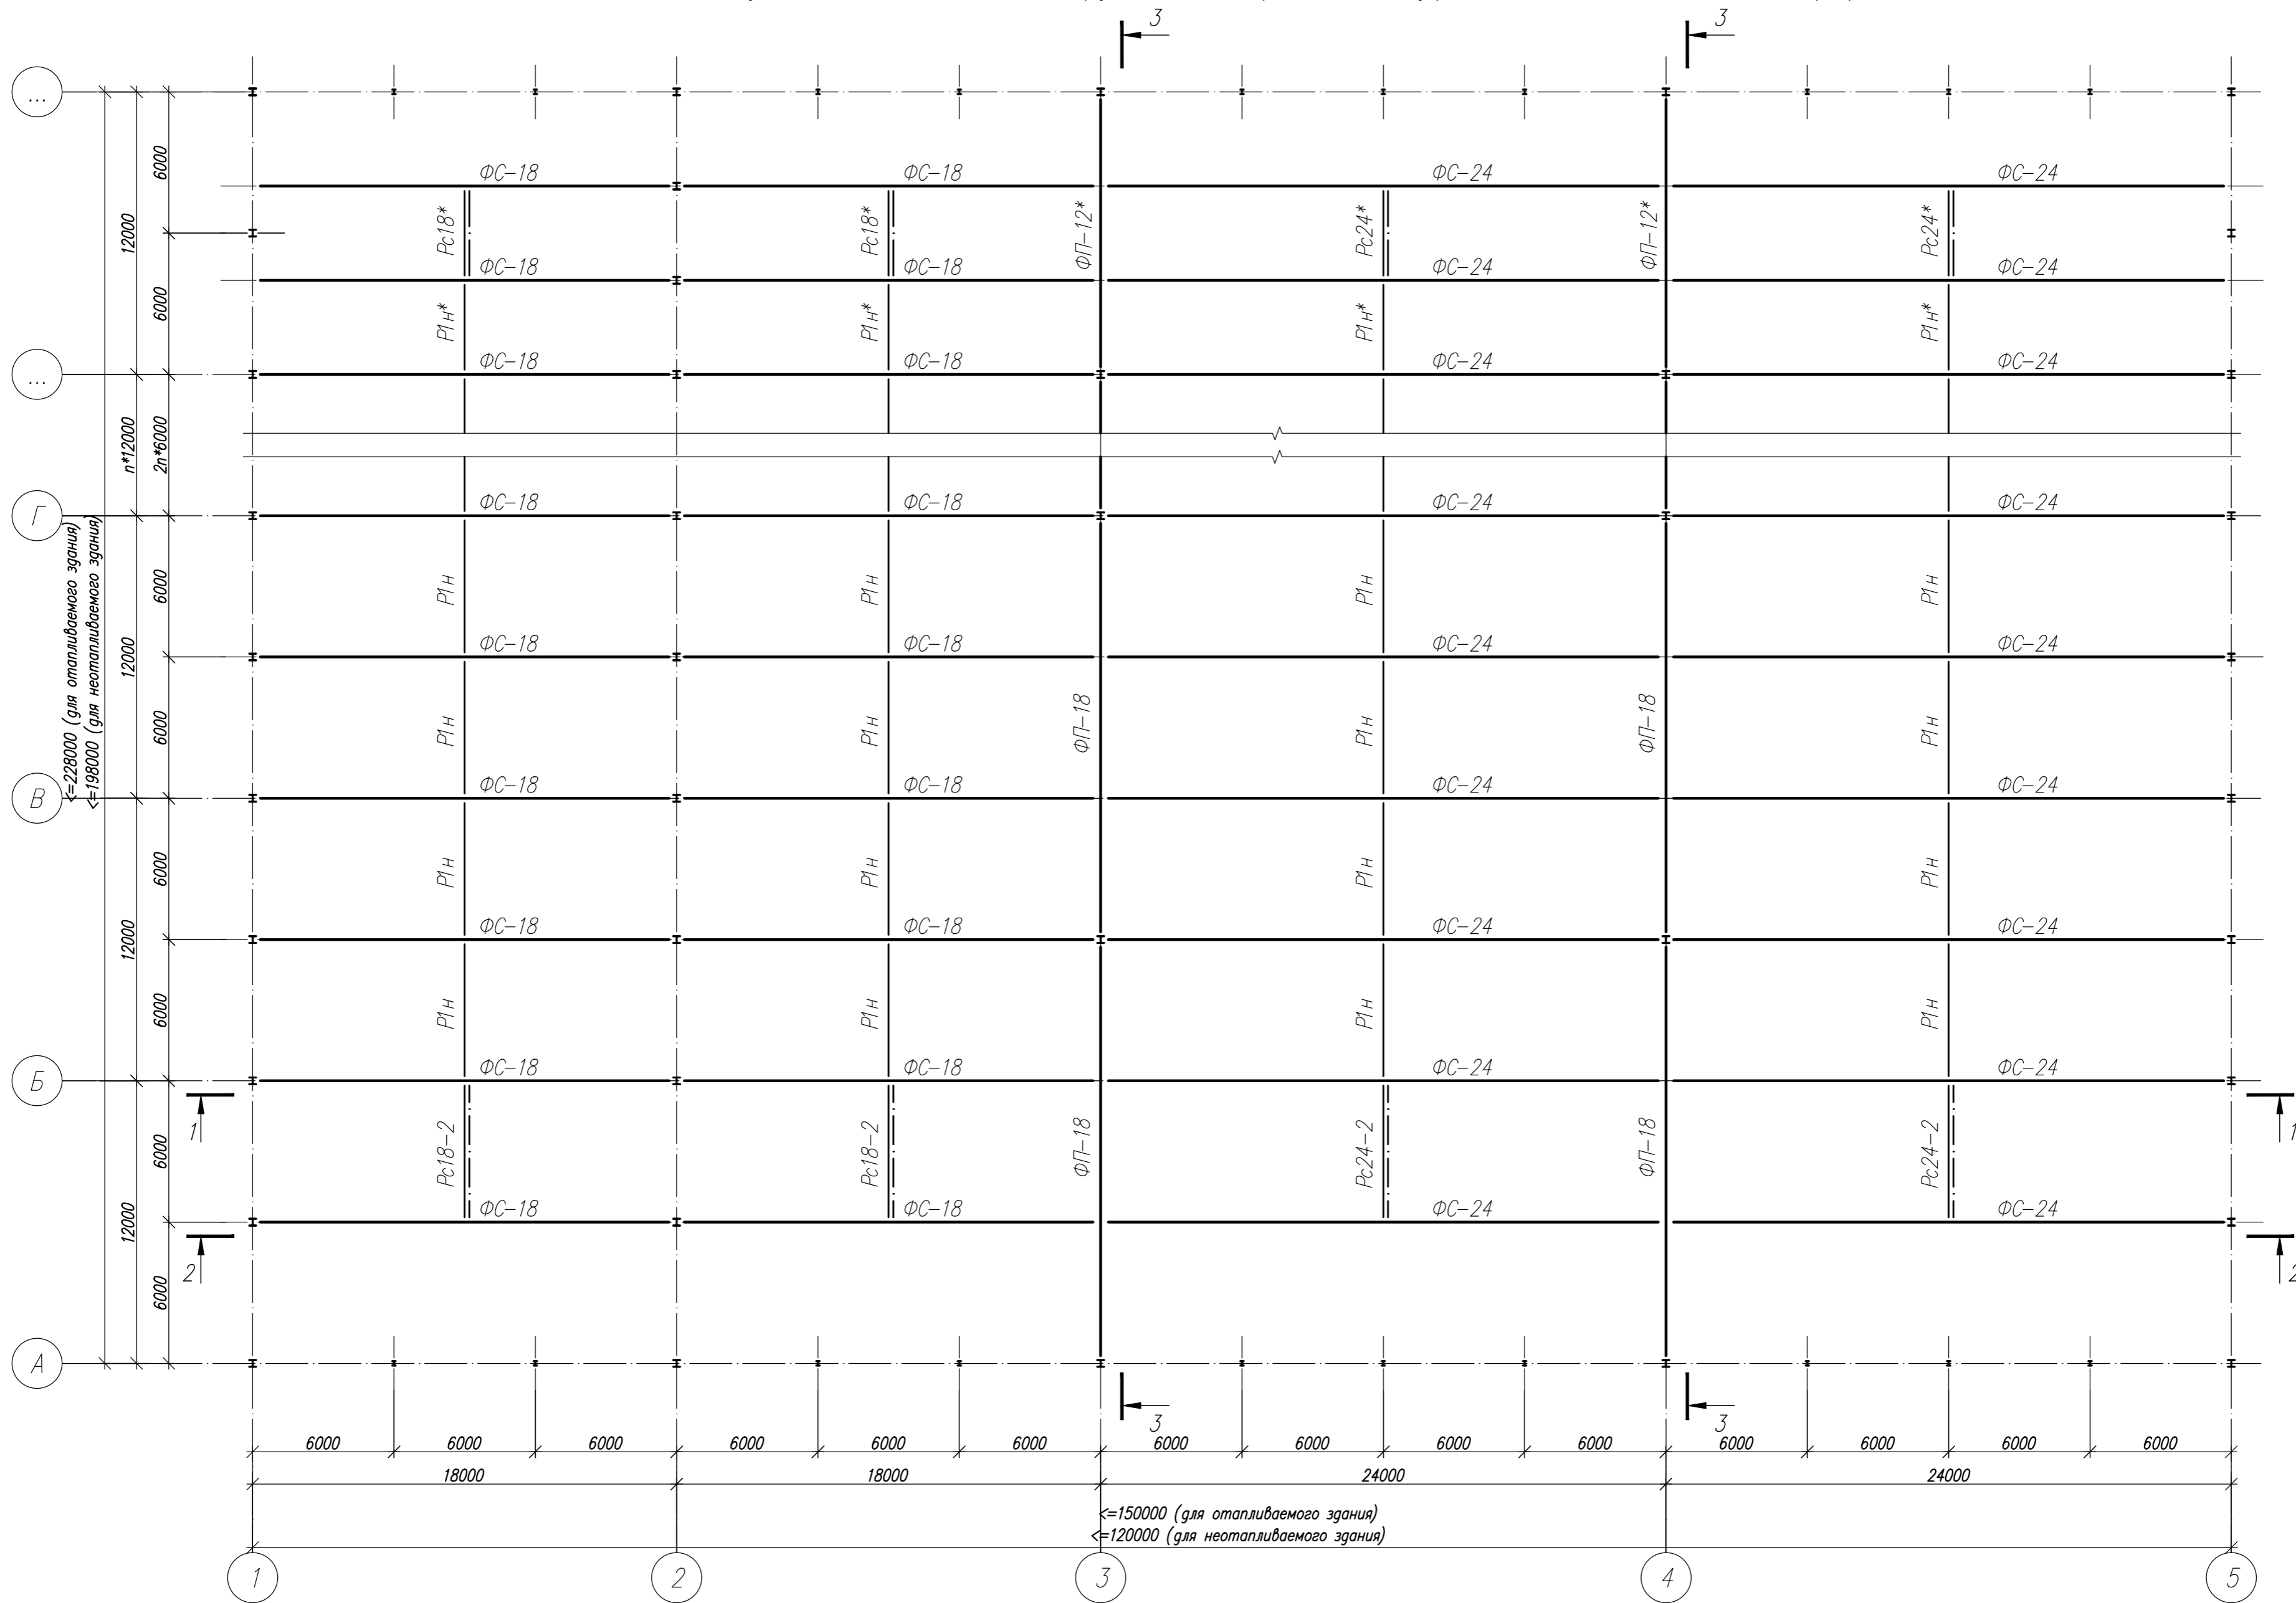 3 3
...
ФС-18 ФС-18 ФС-24 ФС-24
6000
12000
Рс18* Рс18* ФП-12* Рс24* ФП-12* Рс24*
ФС-18 ФС-18 ФС-24 ФС-24
6000
Р1н* Р1н* Р1н* Р1н*
ФС-18 ФС-18 ФС-24 ФС-24
...
n*12000 2n*6000
ФС-18 ФС-18 ФС-24 ФС-24
Г
<=228000 (для отапливаемого здания)
<=198000 (для неотапливаемого здания)
6000 Р1н Р1н Р1н Р1н
12000
ФС-18 ФС-18 ФС-24 ФС-24
6000 Р1н Р1н ФП-18 Р1н ФП-18 Р1н
ФС-18 ФС-18 ФС-24 ФС-24
В
6000 Р1н Р1н Р1н Р1н
12000
ФС-18 ФС-18 ФС-24 ФС-24
6000 Р1н Р1н Р1н Р1н
ФС-18 ФС-18 ФС-24 ФС-24
Б
1 1
6000 Рс18-2 Рс18-2 ФП-18 Рс24-2 ФП-18 Рс24-2
12000
ФС-18 ФС-18 ФС-24 ФС-24
2 2
6000
А
3 3
6000 6000 6000 6000 6000 6000 6000 6000 6000 6000 6000 6000 6000 6000
18000 18000 24000 24000
<=150000 (для отапливаемого здания)
<=120000 (для неотапливаемого здания)
1 2 3 4 5